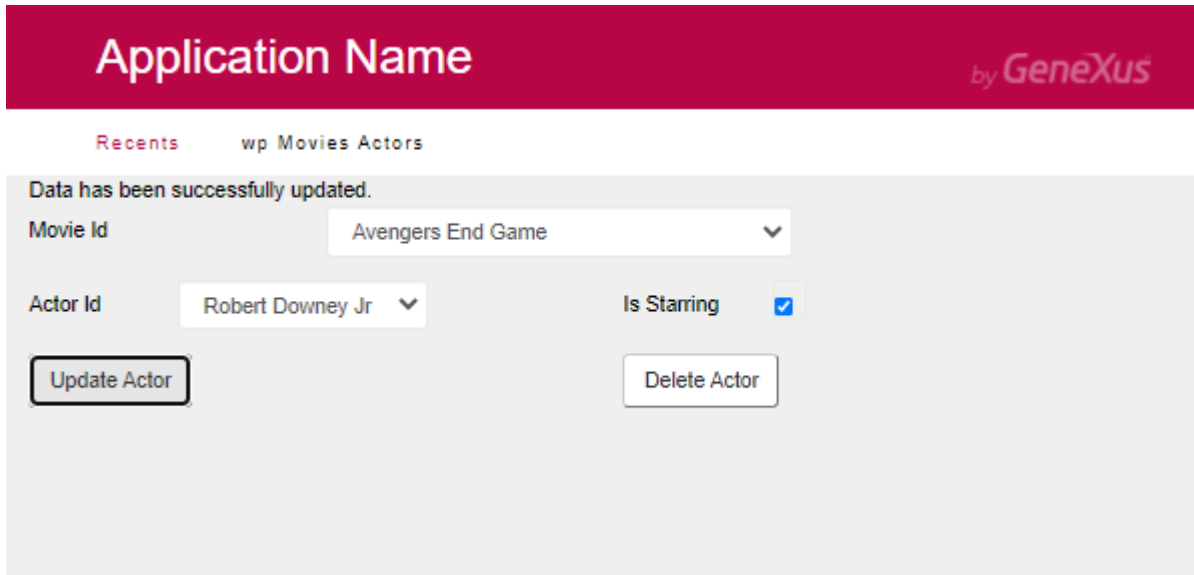 Application Name
by GeneXus
Recents wp Movies Actors
Data has been successfully updated.
Movie Id Avengers End Game
Actor Id Robert Downey Jr Is Starring
Update Actor Delete Actor